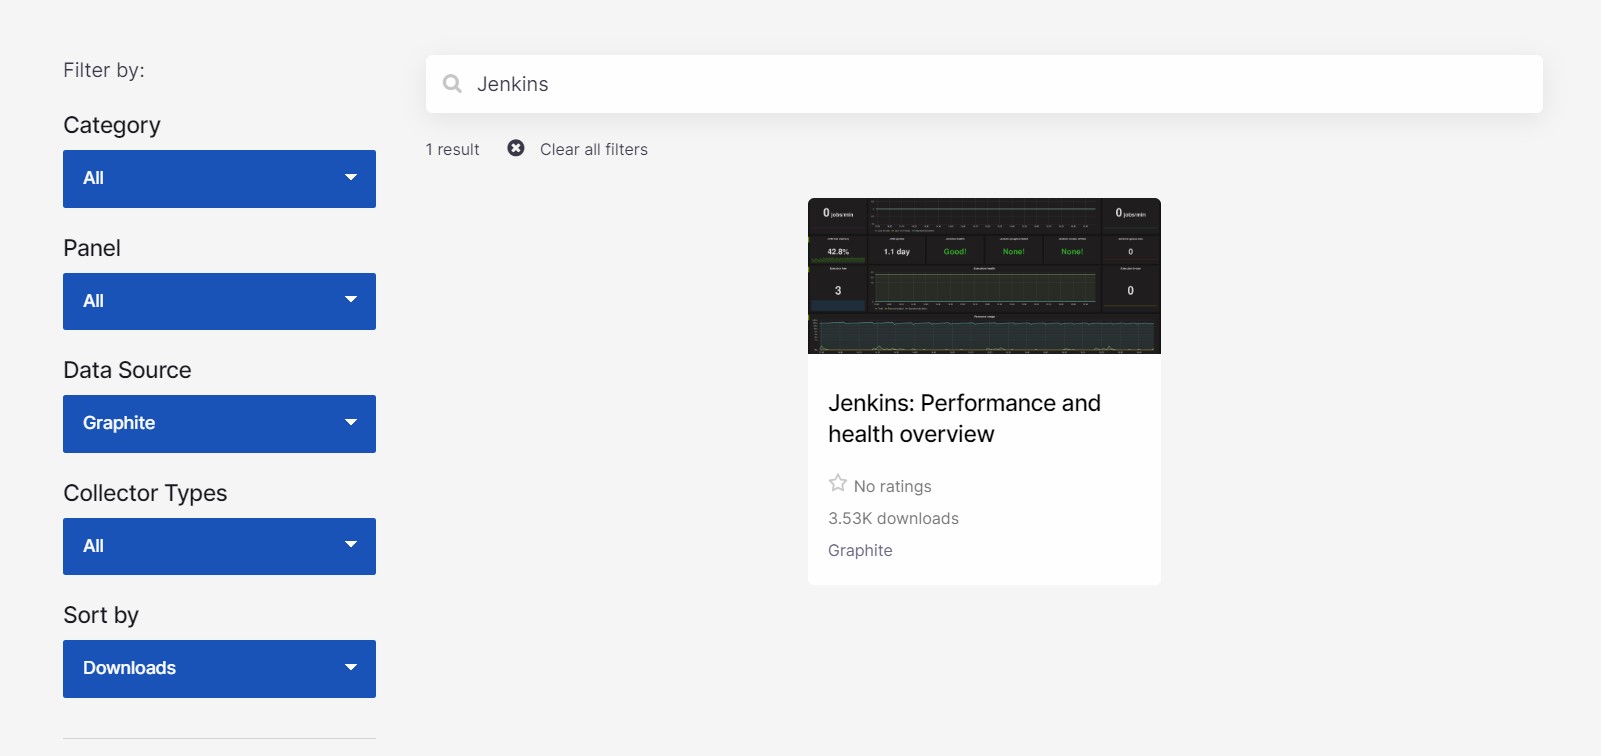 Filter by:
Category
All
Panel
All
Data Source
Graphite
Collector Types
All
Sort by
Downloads
Jenkins
1 result
Clear all filters
0 jobs/min
0 jobs/min
42.8%
1.1 day
Good!
None!
None!
0
3
0
Jenkins: Performance and
health overview
No ratings
3.53K downloads
Graphite